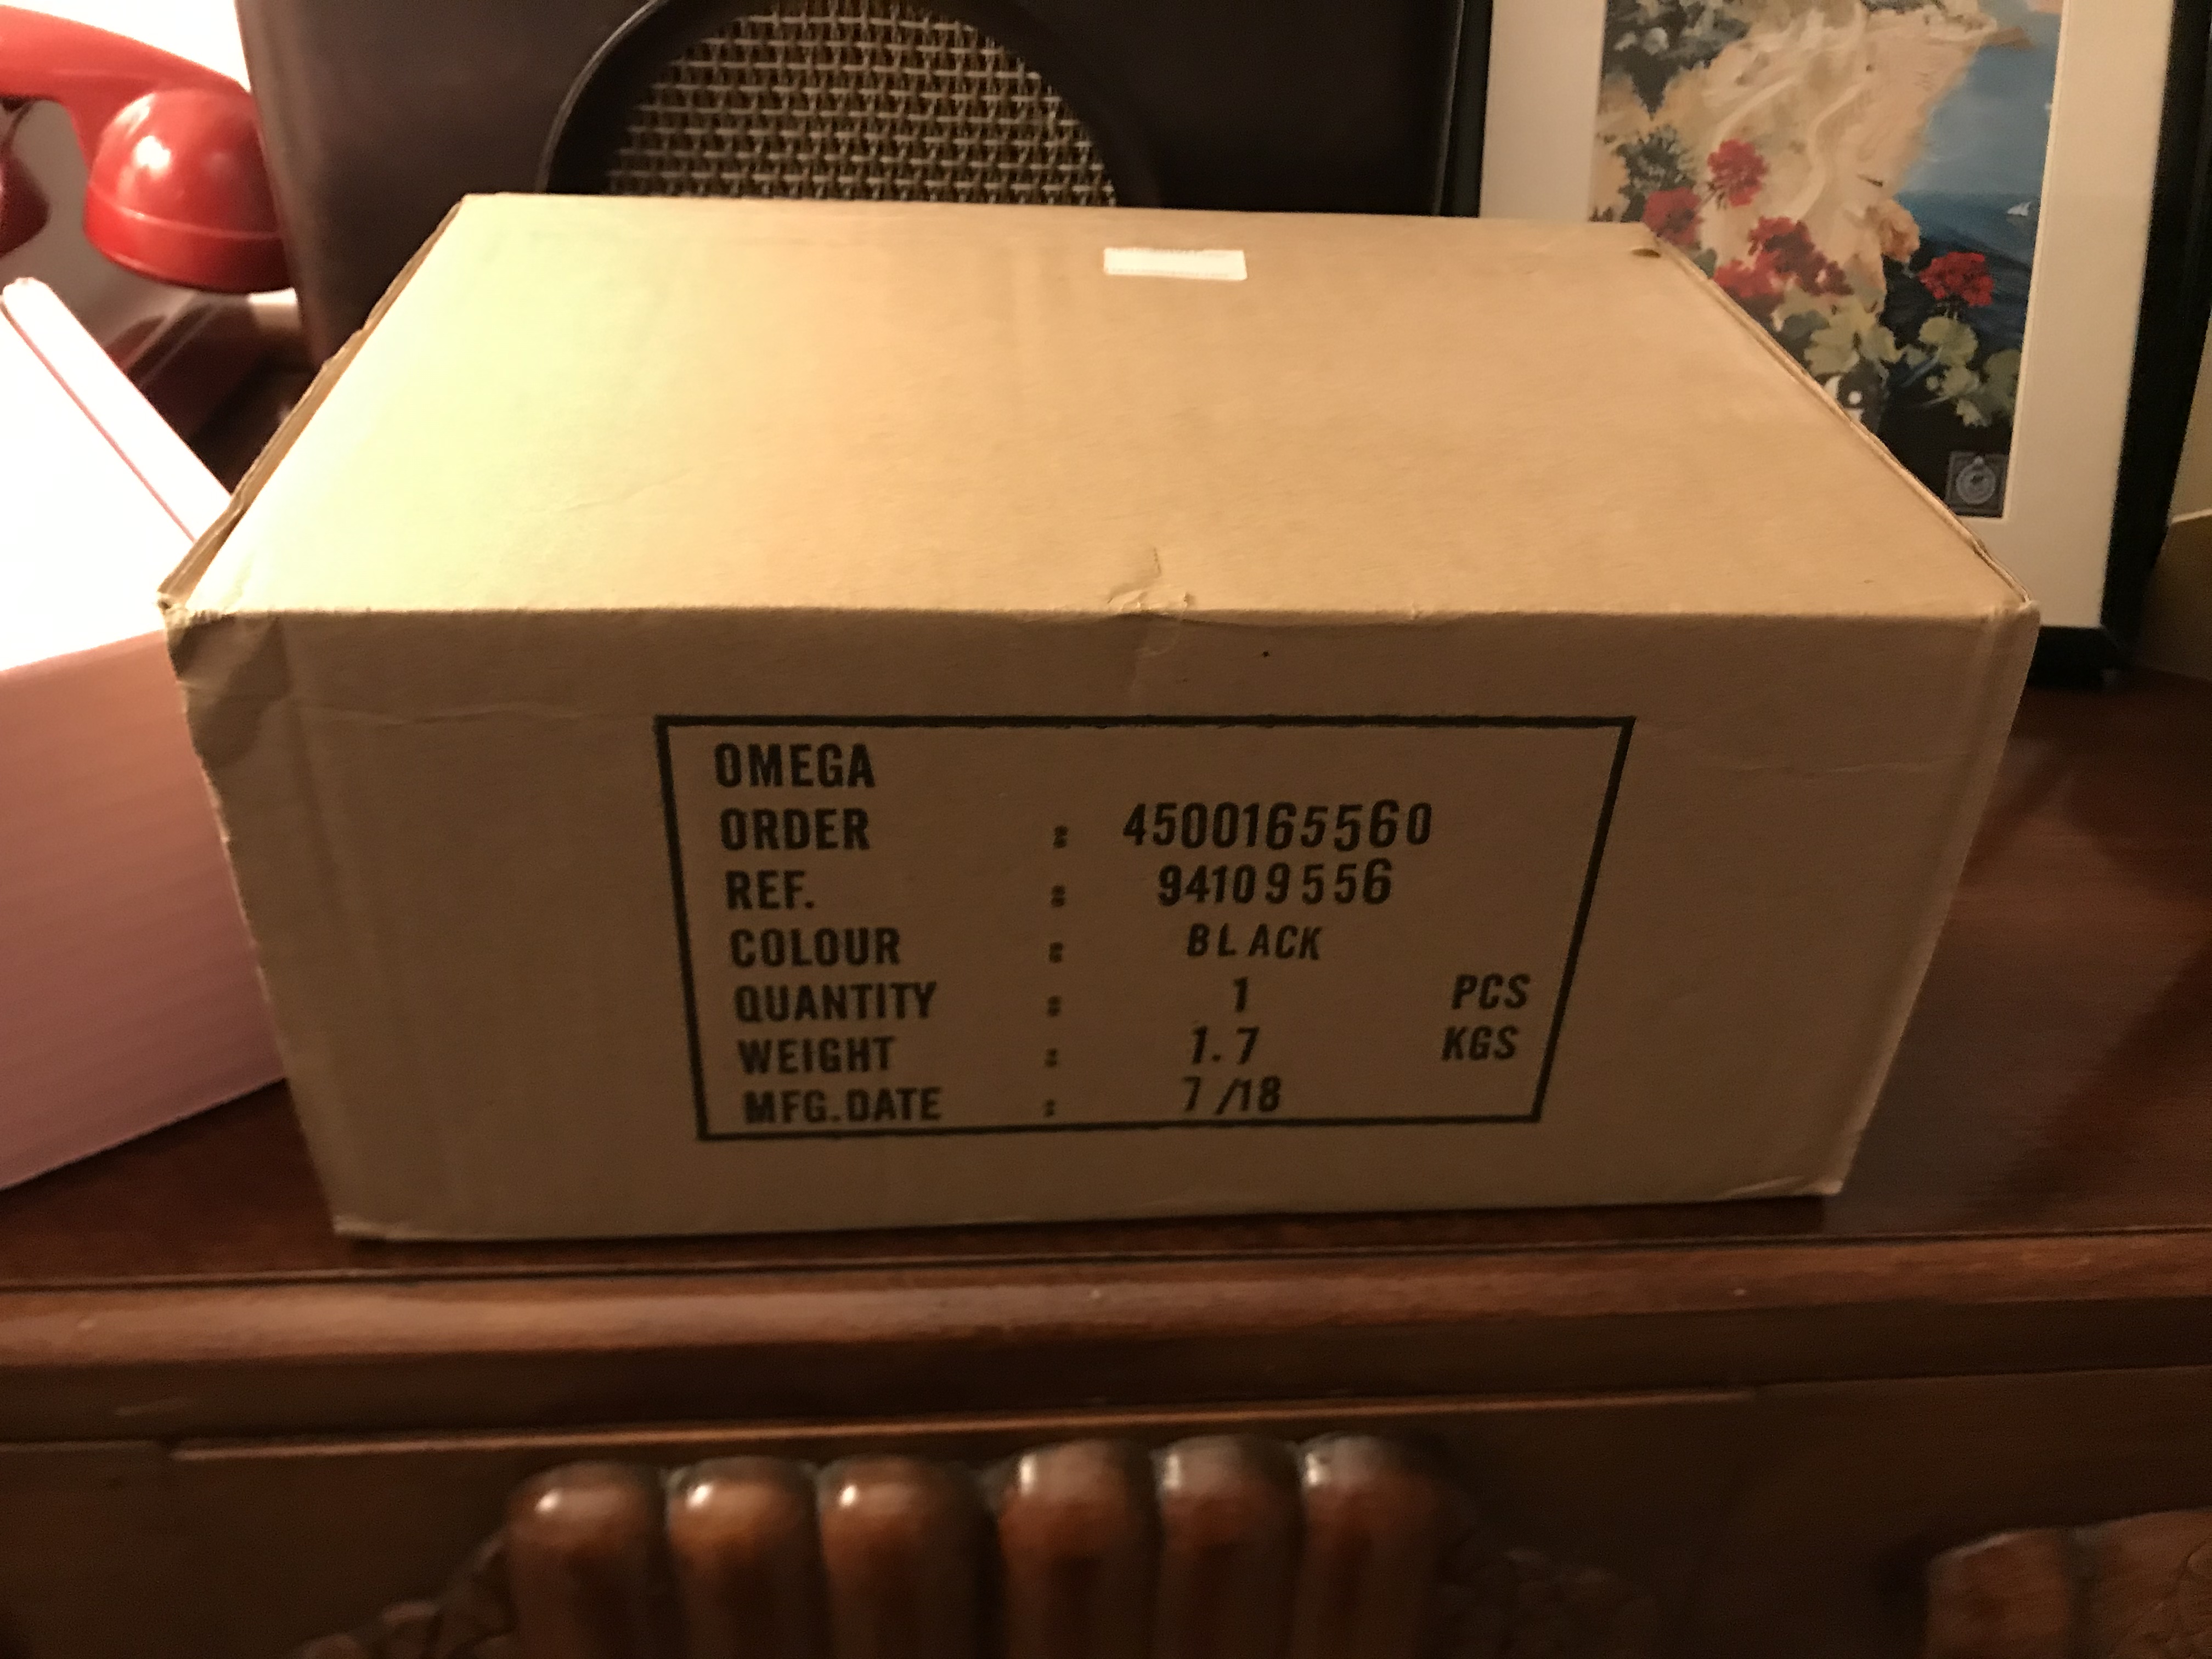 OMEGA
ORDER : 4500165560
REF. : 94109556
COLOUR : BLACK
QUANTITY : 1 PCS
WEIGHT : 1.7 KGS
MFG.DATE : 7/18